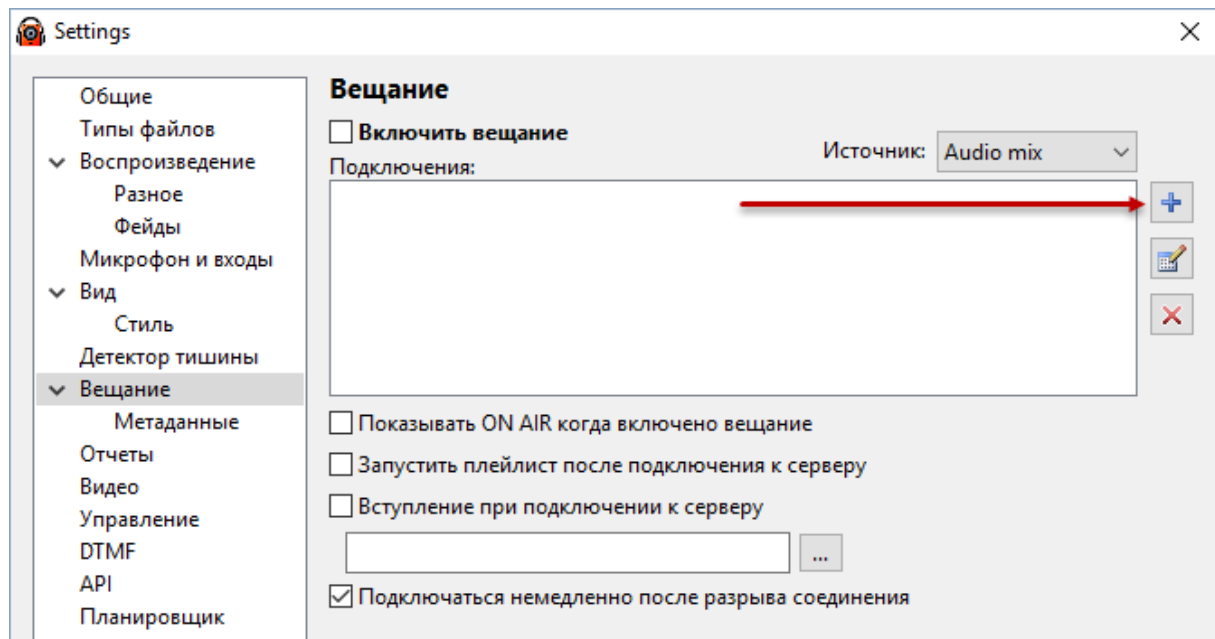 Settings
Общие
Типы файлов
Воспроизведение
Разное
Фейды
Микрофон и входы
Вид
Стиль
Детектор тишины
Вещание
Метаданные
Отчеты
Видео
Управление
DTMF
API
Планировщик
Вещание
Включить вещание
Источник: Audio mix
Подключения:
Показывать ON AIR когда включено вещание
Запустить плейлист после подключения к серверу
Вступление при подключении к серверу
...
Подключаться немедленно после разрыва соединения